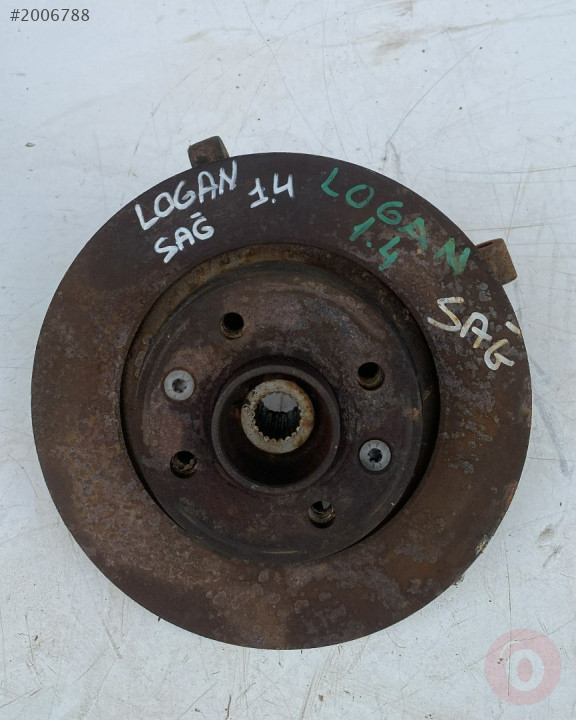 #2006788
LOGAN 1.4
SAĞ
LOGAN
1.4
SAĞ